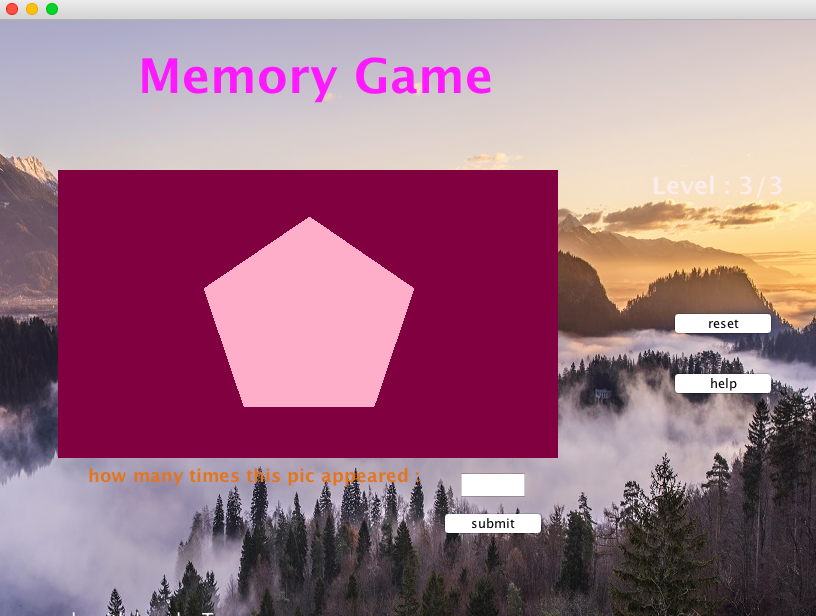 Memory Game
Level : 3/3
reset
help
how many times this pic appeared :
submit